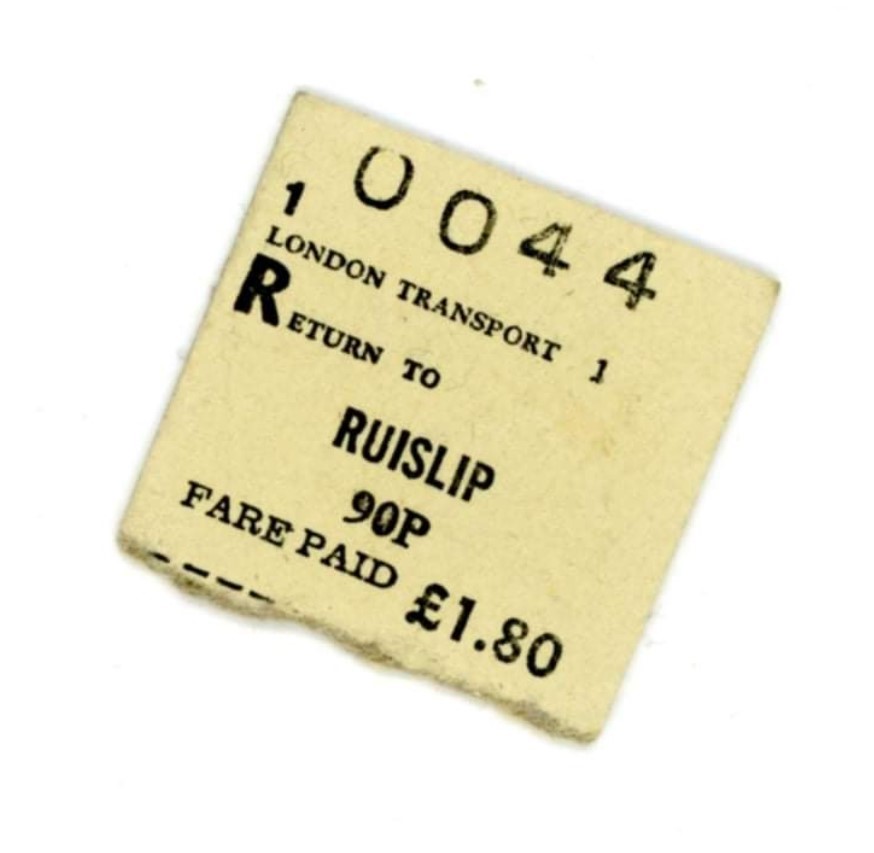 0044
1
LONDON TRANSPORT 1
RETURN TO
RUISLIP
90P
FARE PAID £1.80